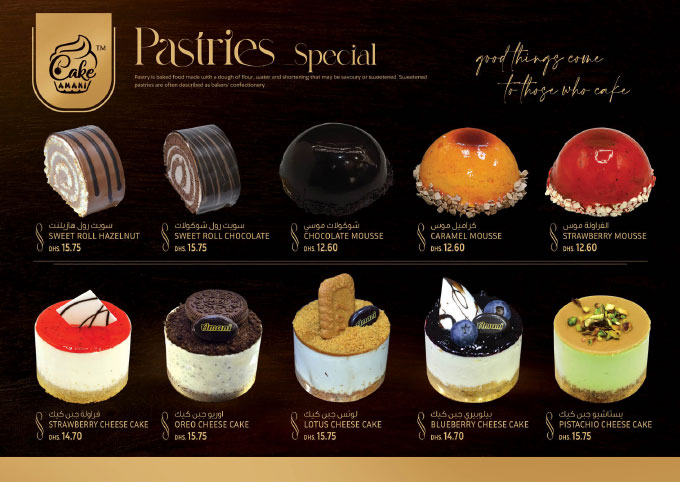 Cake
AMANI
TM
Pastries Special
Pastry is baked food made with a dough of flour, water and shortening that may be savoury or sweetened. Sweetened
pastries are often described as bakers' confectionery
good things come
to those who cake
سويت رول هازيلنت
SWEET ROLL HAZELNUT
DHS. 15.75
سويت رول شوكولات
SWEET ROLL CHOCOLATE
DHS. 15.75
شوكولات موسي
CHOCOLATE MOUSSE
DHS. 12.60
كراميل موس
CARAMEL MOUSSE
DHS. 12.60
الفراولة موس
STRAWBERRY MOUSSE
DHS. 12.60
Amani
Amani
Amani
فراولة جبن كيك
STRAWBERRY CHEESE CAKE
DHS. 14.70
اوريو جبن كيك
OREO CHEESE CAKE
DHS. 15.75
لوتس جبن كيك
LOTUS CHEESE CAKE
DHS. 15.75
بيلوبيري جبن كيك
BLUEBERRY CHEESE CAKE
DHS. 14.70
يستاشيو جبن كيك
PISTACHIO CHEESE CAKE
DHS. 15.75